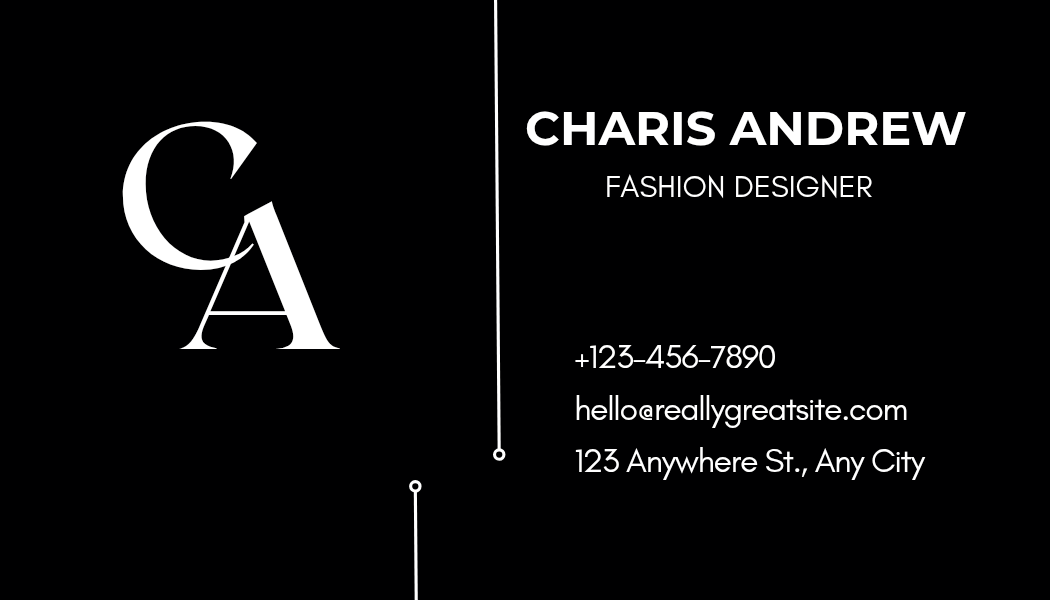 CA
CHARIS ANDREW
FASHION DESIGNER
+123-456-7890
hello@reallygreatsite.com
123 Anywhere St., Any City